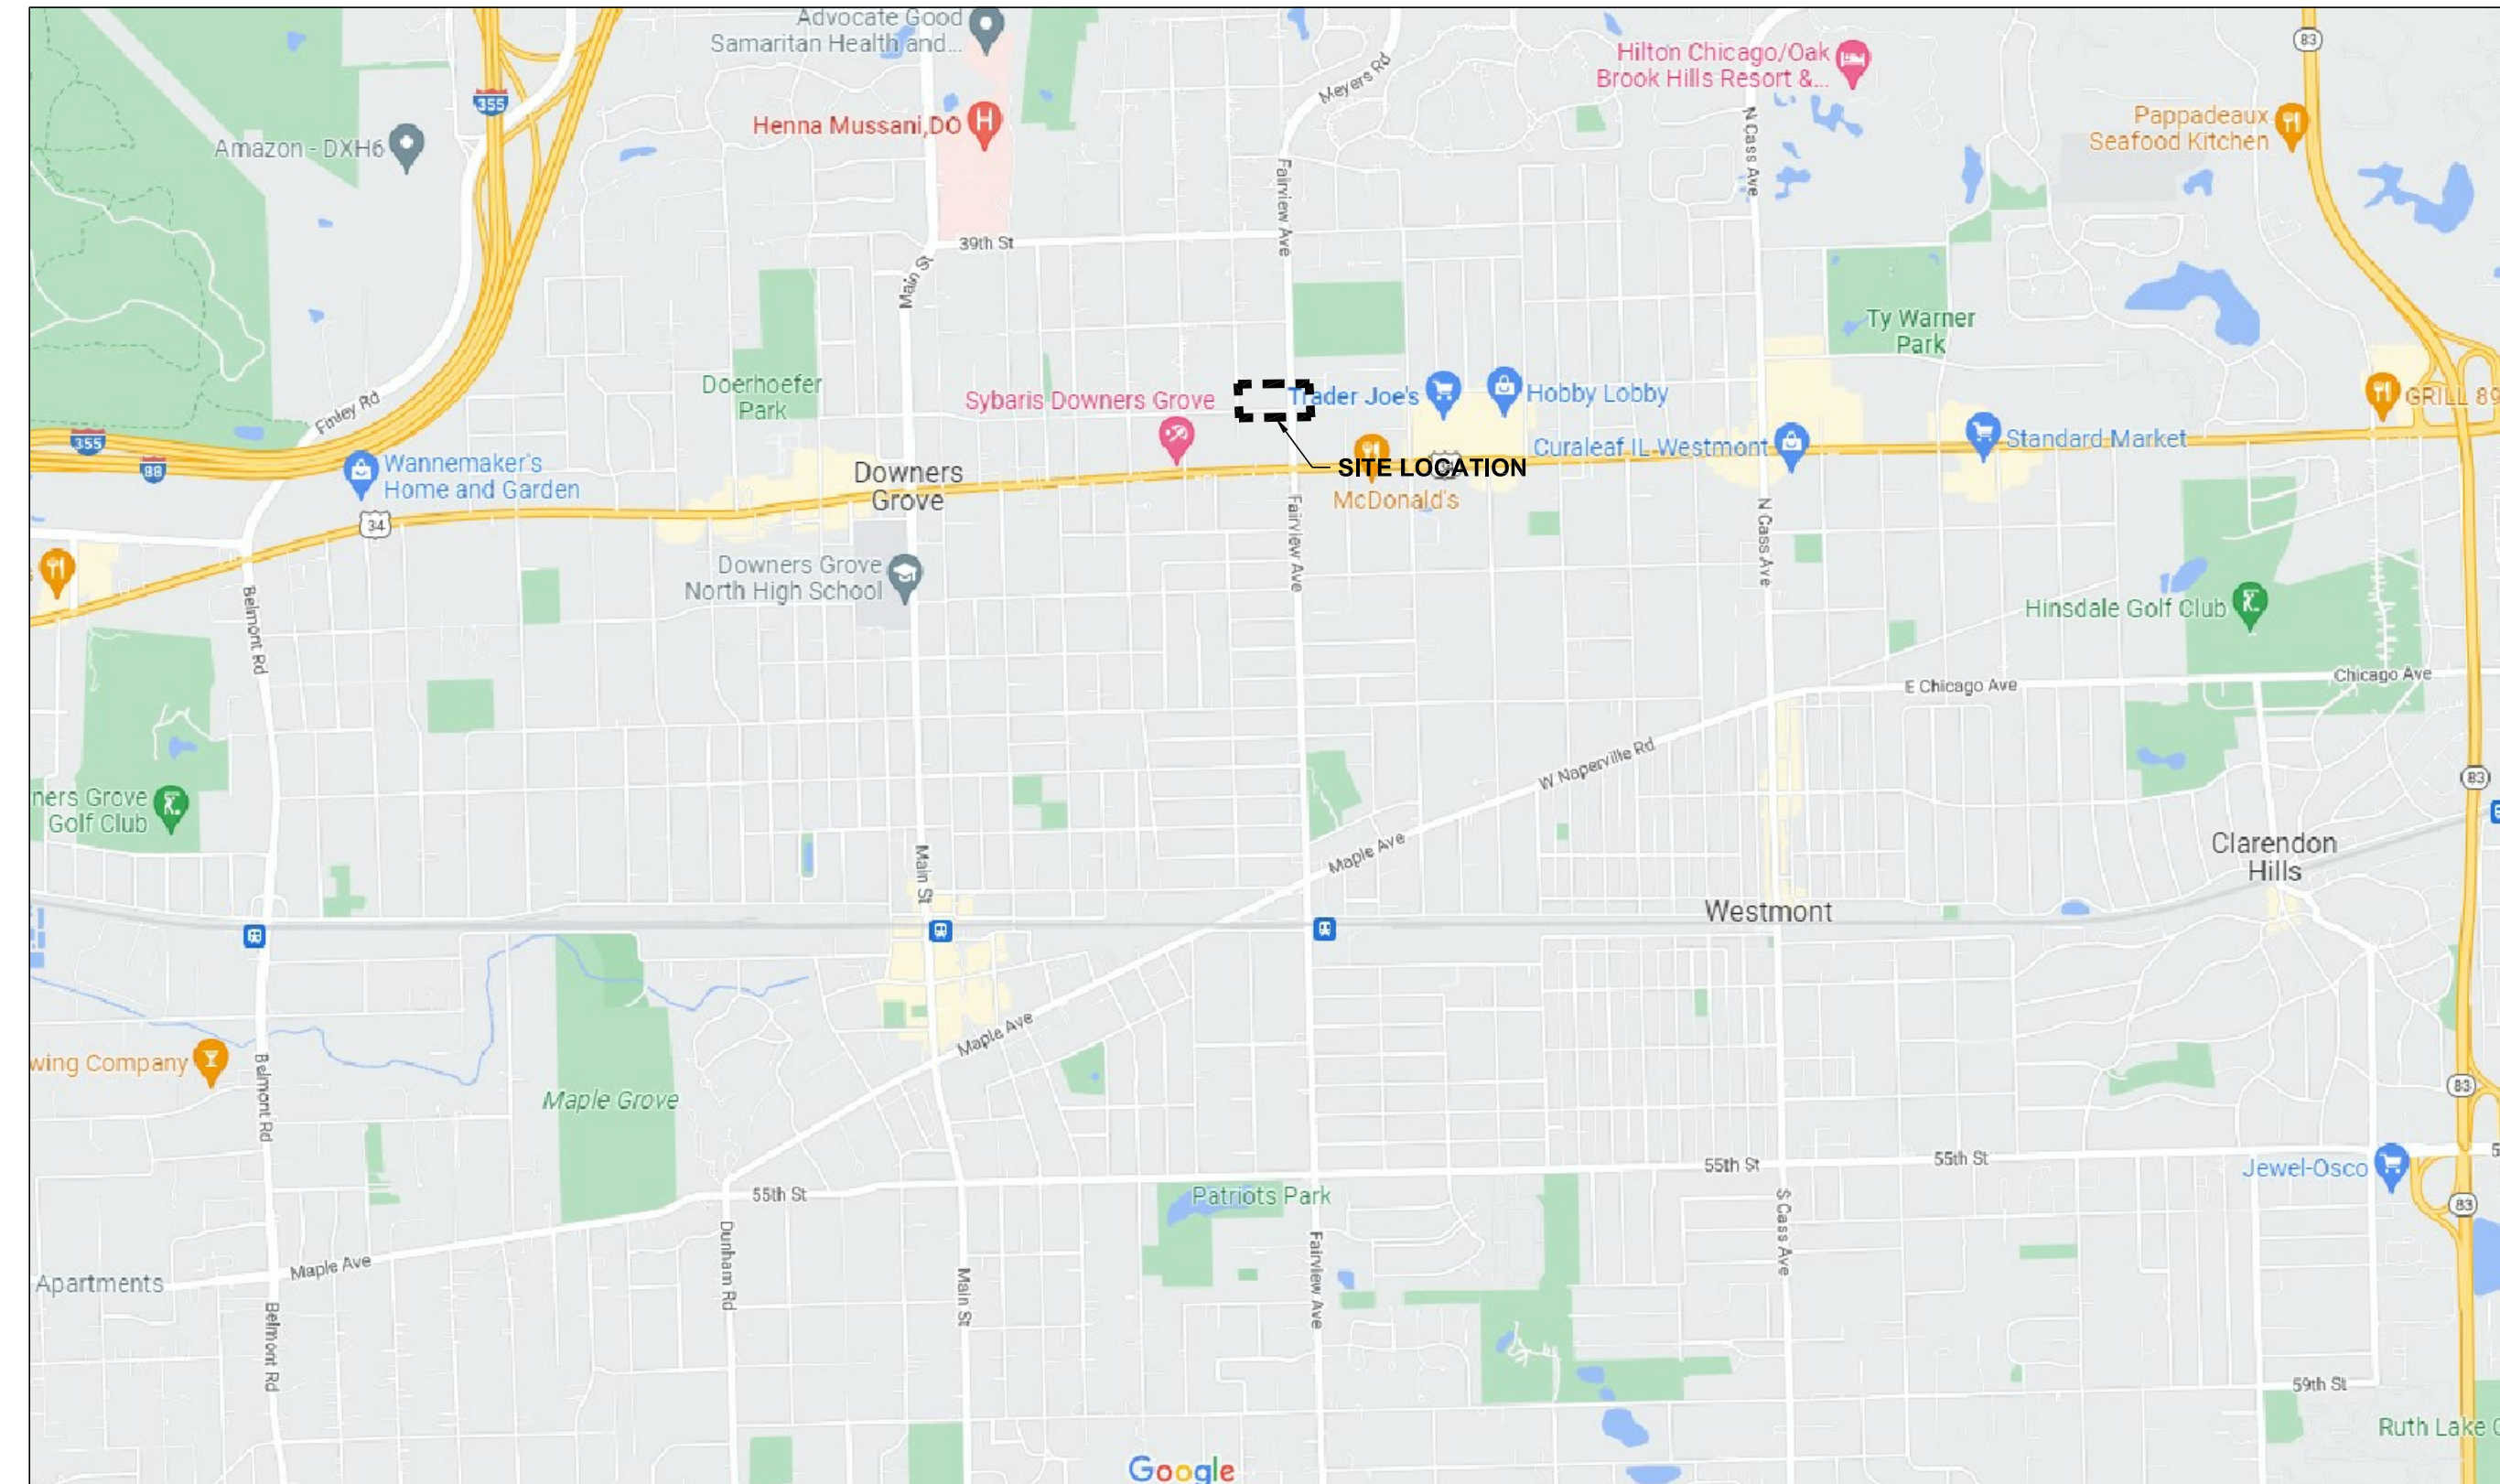 Advocate Good
Samaritan Health and...
Meyers Rd
Hilton Chicago/Oak
Brook Hills Resort &...
83
355
Amazon - DXH6
Henna Mussani,DO
Fairview Ave
N Cass Ave
Pappadeaux
Seafood Kitchen
39th St
Main St
Ty Warner
Park
Doerhoefer
Park
Sybaris Downers Grove
Trader Joe's
Hobby Lobby
GRILL 89
Finley Rd
355
88
Wannemaker's
Home and Garden
Downers
Grove
SITE LOCATION
McDonald's
Curaleaf IL Westmont
Standard Market
34
Fairview Ave
N Cass Ave
Downers Grove
North High School
Belmont Rd
Hinsdale Golf Club
E Chicago Ave
Chicago Ave
W Naperville Rd
83
ners Grove
Golf Club
Main St
Maple Ave
Clarendon
Hills
Westmont
wing Company
Belmont Rd
Maple Grove
Maple Ave
83
55th St
Patriots Park
55th St
55th St
5
Jewel-Osco
83
S Cass Ave
Apartments
Maple Ave
Dunham Rd
Main St
Fairview Ave
Belmont Rd
59th St
Ruth Lake C
Google